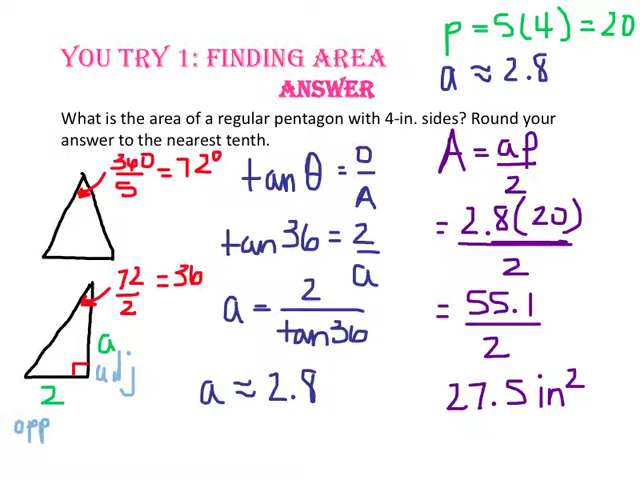 p = 5(4) = 20
a ≈ 2.8
YOU TRY 1: FINDING AREA
ANSWER
What is the area of a regular pentagon with 4-in. sides? Round your
answer to the nearest tenth.
360/5 = 72°
72/2 = 36
a
adj
2
opp
tan θ = O/A
tan 36 = 2/a
a = 2/tan 36
a ≈ 2.8
A = ap/2
= 2.8(20)/2
= 55.1/2
27.5 in²